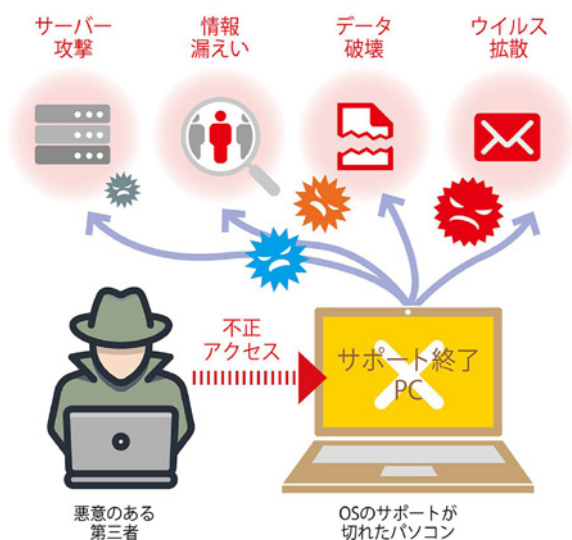 サーバー
攻撃
情報
漏えい
データ
破壊
ウイルス
拡散
不正
アクセス
サポート終了
PC
悪意のある
第三者
OSのサポートが
切れたパソコン